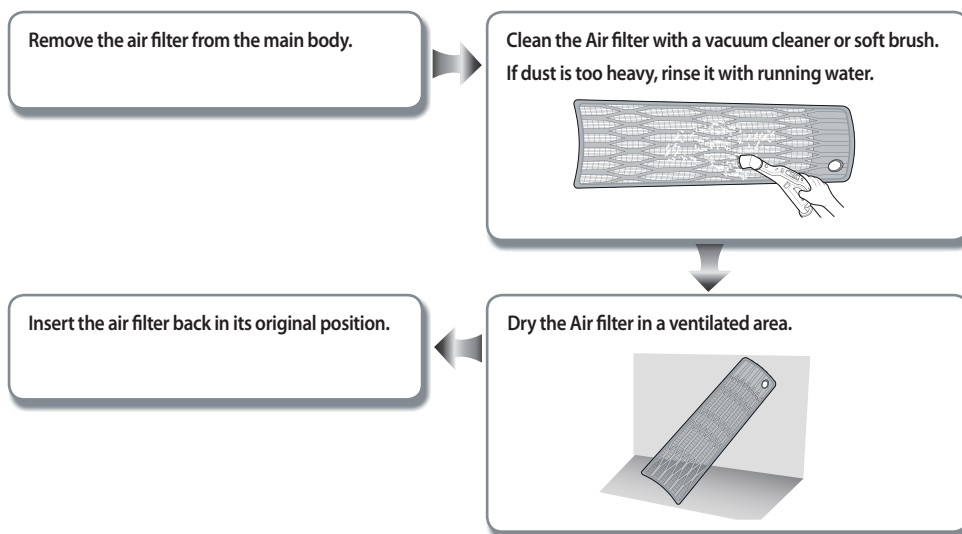 Remove the air filter from the main body.
Clean the Air filter with a vacuum cleaner or soft brush.
If dust is too heavy, rinse it with running water.
Dry the Air filter in a ventilated area.
Insert the air filter back in its original position.